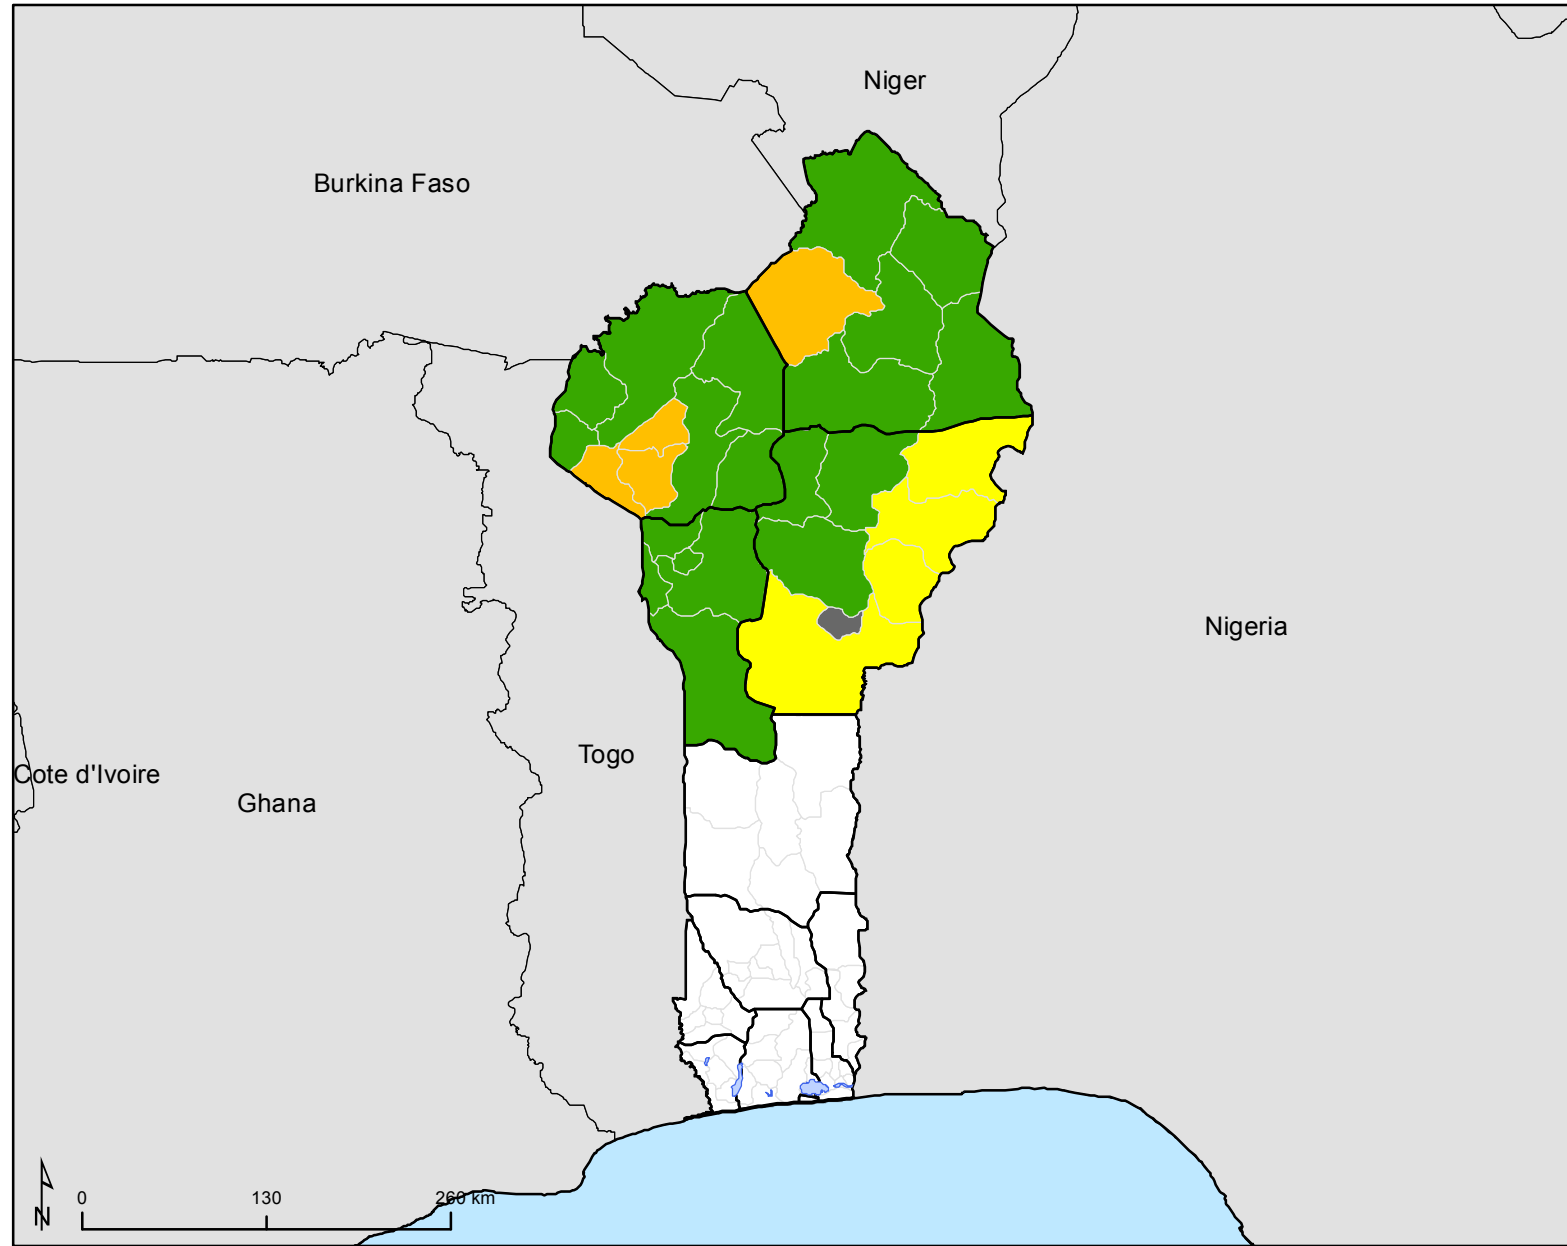 Niger
Burkina Faso
Nigeria
Togo
Cote d'Ivoire
Ghana
N
0
130
260 km